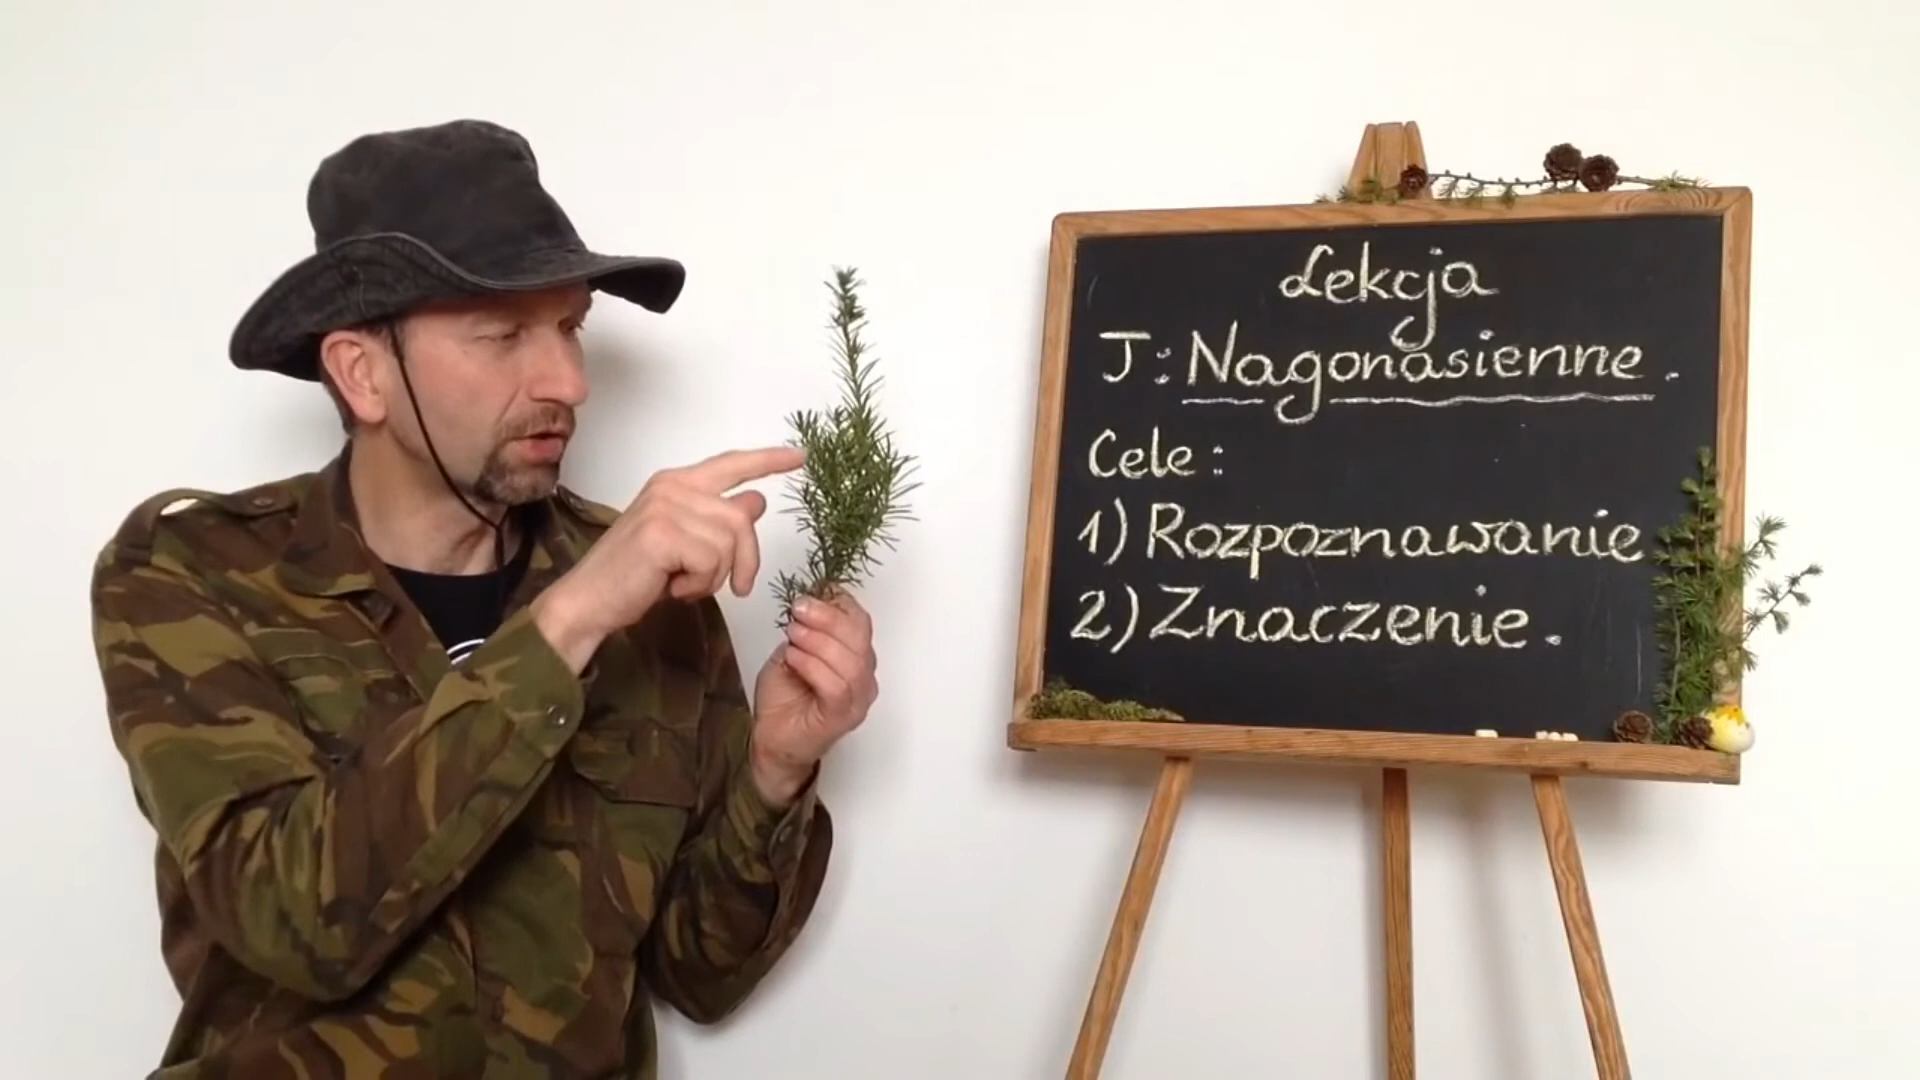 Lekcja
T: Nagonasienne.
Cele:
1) Rozpoznawanie
2) Znaczenie.